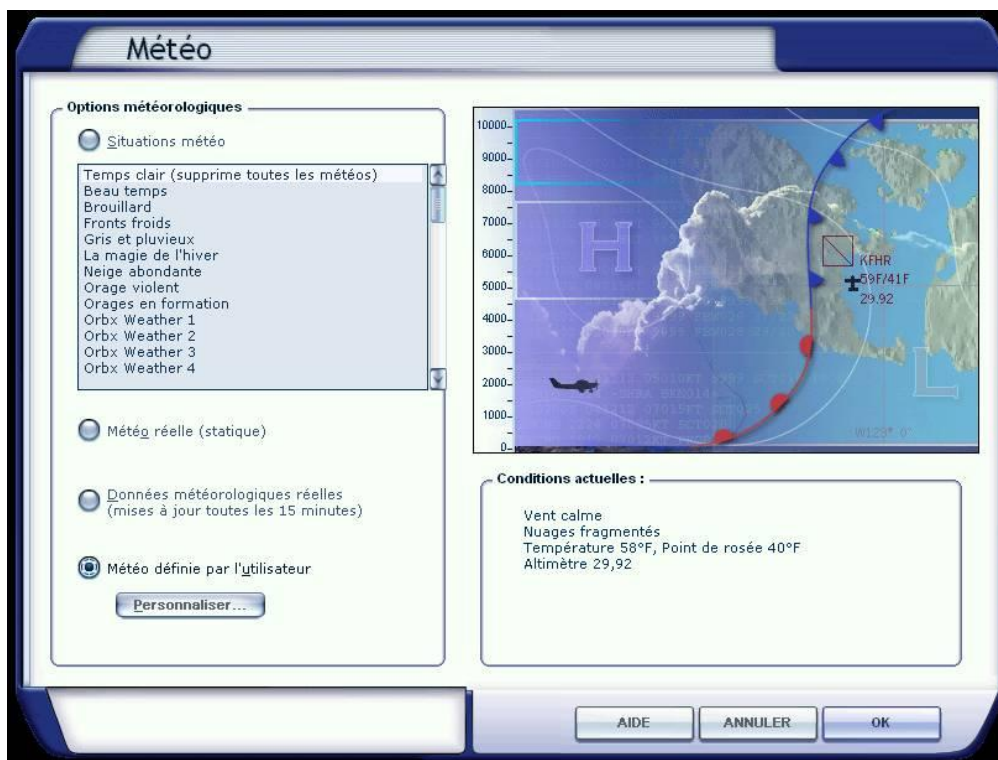 Météo
Options météorologiques
Situations météo
Temps clair (supprime toutes les météos)
Beau temps
Brouillard
Fronts froids
Gris et pluvieux
La magie de l'hiver
Neige abondante
Orage violent
Orages en formation
Orbx Weather 1
Orbx Weather 2
Orbx Weather 3
Orbx Weather 4
Météo réelle (statique)
Données météorologiques réelles
(mises à jour toutes les 15 minutes)
Météo définie par l'utilisateur
Personnaliser...
10000
9000
8000
7000
6000
5000
4000
3000
2000
1000
0
H
KFHR
59F/41F
29.92
L
Conditions actuelles :
Vent calme
Nuages fragmentés
Température 58°F, Point de rosée 40°F
Altimètre 29,92
AIDE
ANNULER
OK